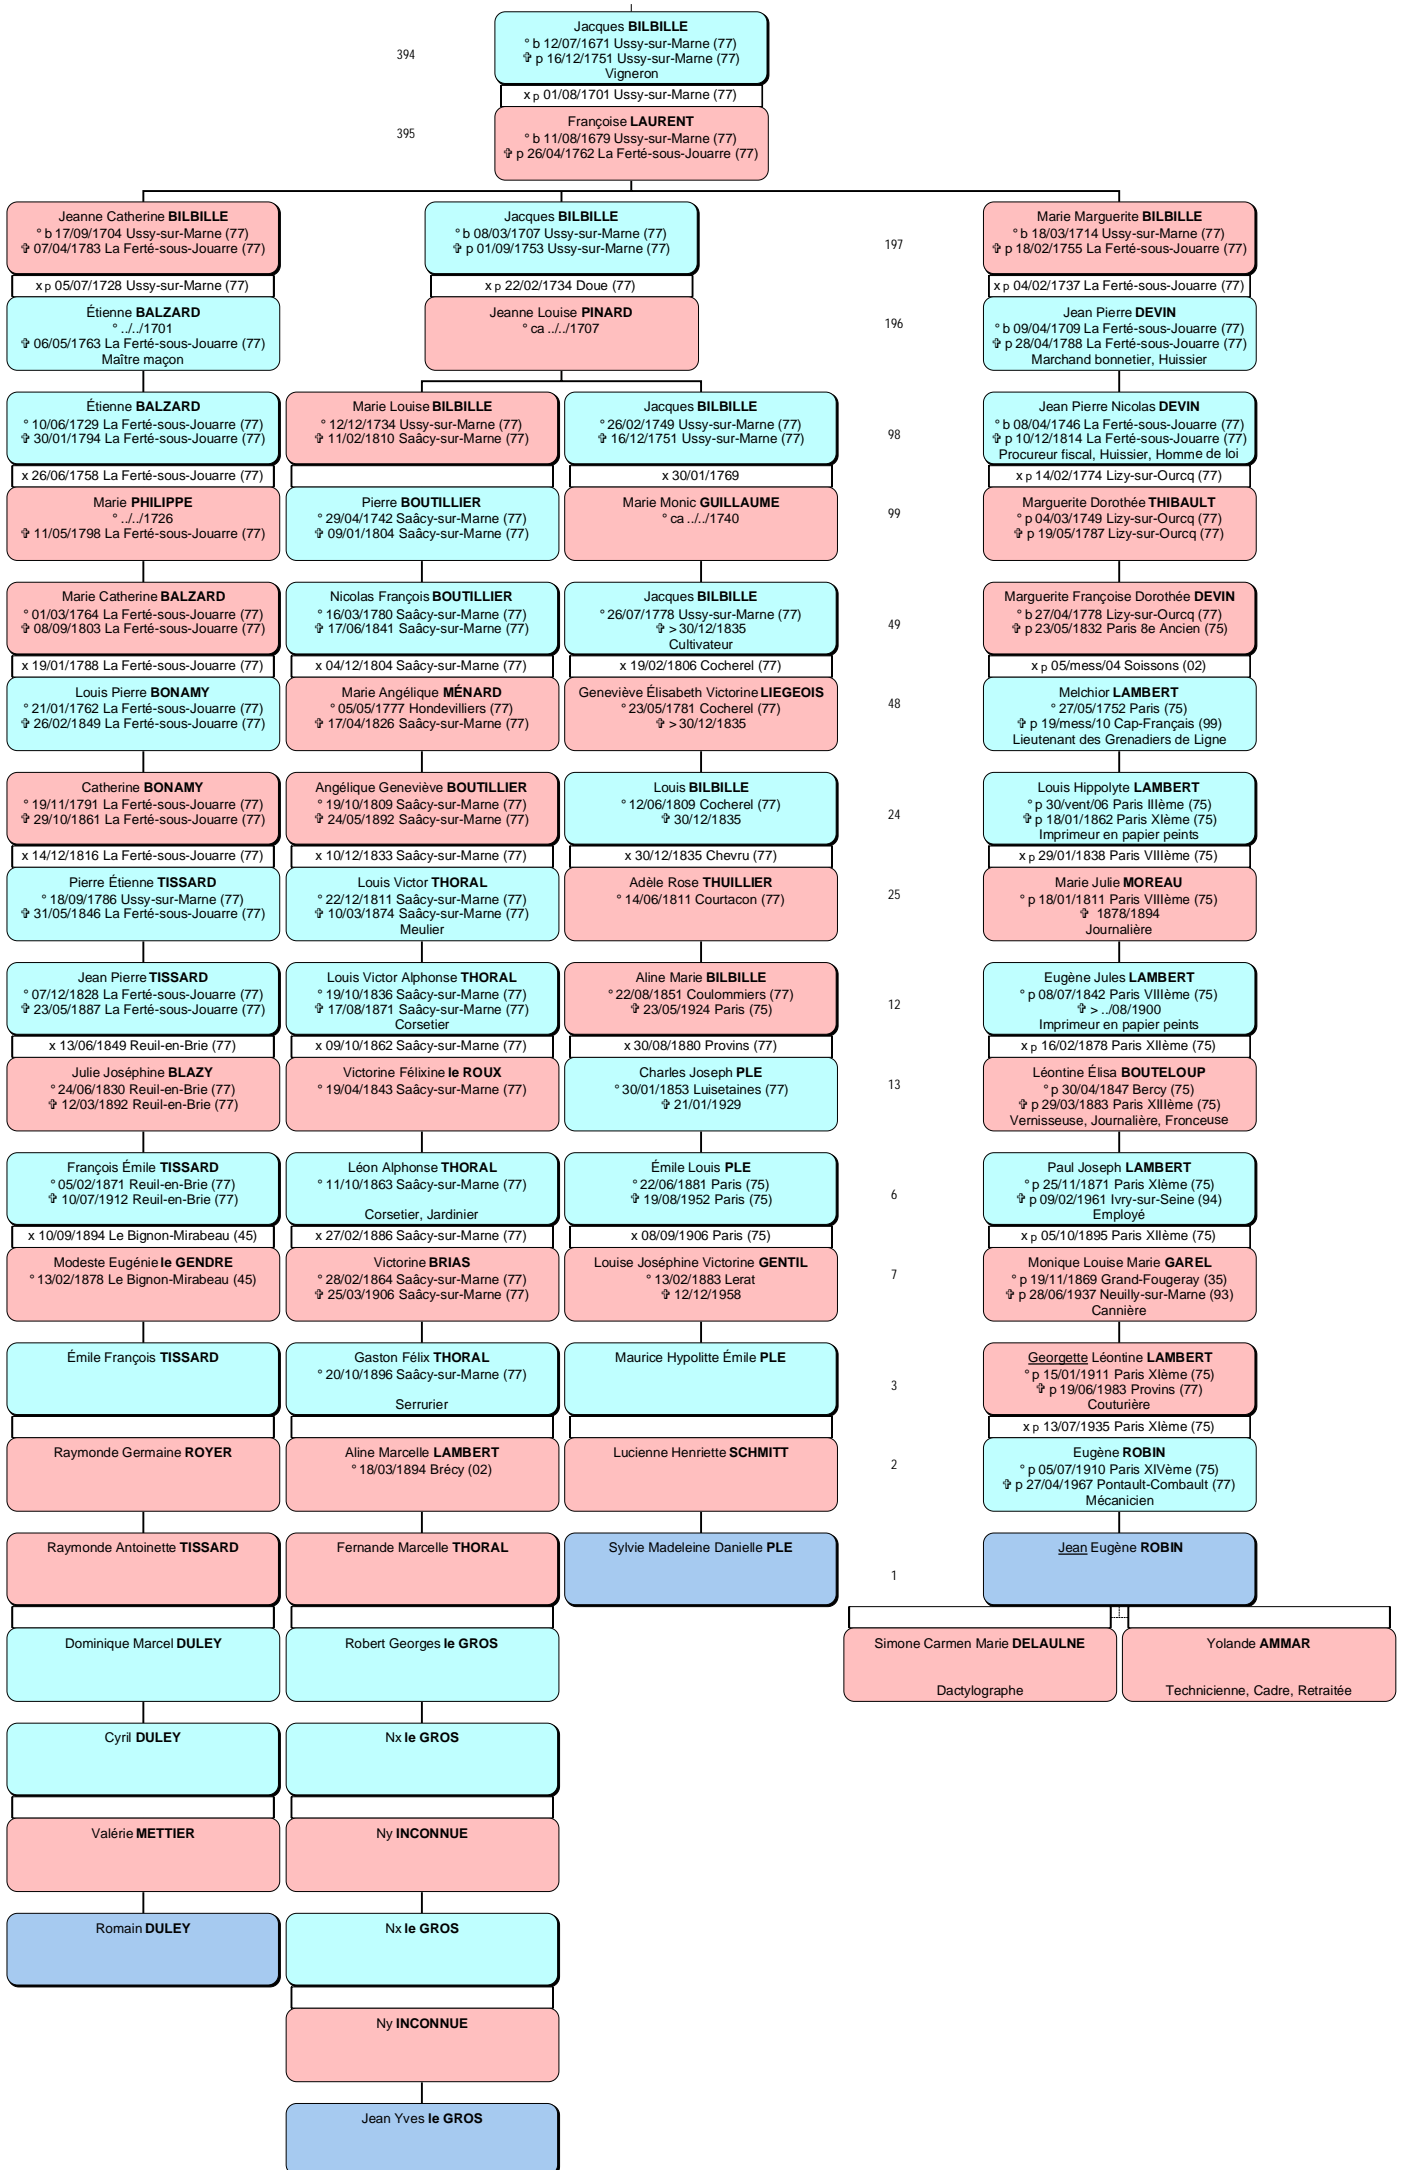 Jacques BILBILLE
° b 12/07/1671 Ussy-sur-Marne (77)
✞ p 16/12/1751 Ussy-sur-Marne (77)
Vigneron
394
x p 01/08/1701 Ussy-sur-Marne (77)
Françoise LAURENT
° b 11/08/1679 Ussy-sur-Marne (77)
✞ p 26/04/1762 La Ferté-sous-Jouarre (77)
395
Jeanne Catherine BILBILLE
° b 17/09/1704 Ussy-sur-Marne (77)
✞ 07/04/1783 La Ferté-sous-Jouarre (77)
x p 05/07/1728 Ussy-sur-Marne (77)
Étienne BALZARD
° ../../1701
✞ 06/05/1763 La Ferté-sous-Jouarre (77)
Maître maçon
Jacques BILBILLE
° b 08/03/1707 Ussy-sur-Marne (77)
✞ p 01/09/1753 Ussy-sur-Marne (77)
x p 22/02/1734 Doue (77)
Jeanne Louise PINARD
° ca ../../1707
197
196
Marie Marguerite BILBILLE
° b 18/03/1714 Ussy-sur-Marne (77)
✞ p 18/02/1755 La Ferté-sous-Jouarre (77)
x p 04/02/1737 La Ferté-sous-Jouarre (77)
Jean Pierre DEVIN
° b 09/04/1709 La Ferté-sous-Jouarre (77)
✞ p 28/04/1788 La Ferté-sous-Jouarre (77)
Marchand bonnetier, Huissier
Étienne BALZARD
° 10/06/1729 La Ferté-sous-Jouarre (77)
✞ 30/01/1794 La Ferté-sous-Jouarre (77)
x 26/06/1758 La Ferté-sous-Jouarre (77)
Marie PHILIPPE
° ../../1726
✞ 11/05/1798 La Ferté-sous-Jouarre (77)
Marie Louise BILBILLE
° 12/12/1734 Ussy-sur-Marne (77)
✞ 11/02/1810 Saâcy-sur-Marne (77)
Pierre BOUTILLIER
° 29/04/1742 Saâcy-sur-Marne (77)
✞ 09/01/1804 Saâcy-sur-Marne (77)
Jacques BILBILLE
° 26/02/1749 Ussy-sur-Marne (77)
✞ 16/12/1751 Ussy-sur-Marne (77)
x 30/01/1769
Marie Monic GUILLAUME
° ca ../../1740
98
99
Jean Pierre Nicolas DEVIN
° b 08/04/1746 La Ferté-sous-Jouarre (77)
✞ p 10/12/1814 La Ferté-sous-Jouarre (77)
Procureur fiscal, Huissier, Homme de loi
x p 14/02/1774 Lizy-sur-Ourcq (77)
Marguerite Dorothée THIBAULT
° p 04/03/1749 Lizy-sur-Ourcq (77)
✞ p 19/05/1787 Lizy-sur-Ourcq (77)
Marie Catherine BALZARD
° 01/03/1764 La Ferté-sous-Jouarre (77)
✞ 08/09/1803 La Ferté-sous-Jouarre (77)
x 19/01/1788 La Ferté-sous-Jouarre (77)
Louis Pierre BONAMY
° 21/01/1762 La Ferté-sous-Jouarre (77)
✞ 26/02/1849 La Ferté-sous-Jouarre (77)
Nicolas François BOUTILLIER
° 16/03/1780 Saâcy-sur-Marne (77)
✞ 17/06/1841 Saâcy-sur-Marne (77)
x 04/12/1804 Saâcy-sur-Marne (77)
Marie Angélique MÉNARD
° 05/05/1777 Hondevilliers (77)
✞ 17/04/1826 Saâcy-sur-Marne (77)
Jacques BILBILLE
° 26/07/1778 Ussy-sur-Marne (77)
✞ > 30/12/1835
Cultivateur
x 19/02/1806 Cocherel (77)
Geneviève Élisabeth Victorine LIEGEOIS
° 23/05/1781 Cocherel (77)
✞ > 30/12/1835
49
48
Marguerite Françoise Dorothée DEVIN
° b 27/04/1778 Lizy-sur-Ourcq (77)
✞ p 23/05/1832 Paris 8e Ancien (75)
x p 05/mess/04 Soissons (02)
Melchior LAMBERT
° 27/05/1752 Paris (75)
✞ p 19/mess/10 Cap-Français (99)
Lieutenant des Grenadiers de Ligne
Catherine BONAMY
° 19/11/1791 La Ferté-sous-Jouarre (77)
✞ 29/10/1861 La Ferté-sous-Jouarre (77)
x 14/12/1816 La Ferté-sous-Jouarre (77)
Pierre Étienne TISSARD
° 18/09/1786 Ussy-sur-Marne (77)
✞ 31/05/1846 La Ferté-sous-Jouarre (77)
Angélique Geneviève BOUTILLIER
° 19/10/1809 Saâcy-sur-Marne (77)
✞ 24/05/1892 Saâcy-sur-Marne (77)
x 10/12/1833 Saâcy-sur-Marne (77)
Louis Victor THORAL
° 22/12/1811 Saâcy-sur-Marne (77)
✞ 10/03/1874 Saâcy-sur-Marne (77)
Meulier
Louis BILBILLE
° 12/06/1809 Cocherel (77)
✞ 30/12/1835
x 30/12/1835 Chevru (77)
Adèle Rose THUILLIER
° 14/06/1811 Courtacon (77)
24
25
Louis Hippolyte LAMBERT
° p 30/vent/06 Paris IIIème (75)
✞ p 18/01/1862 Paris XIème (75)
Imprimeur en papier peints
x p 29/01/1838 Paris VIIIème (75)
Marie Julie MOREAU
° p 18/01/1811 Paris VIIIème (75)
✞ 1878/1894
Journalière
Jean Pierre TISSARD
° 07/12/1828 La Ferté-sous-Jouarre (77)
✞ 23/05/1887 La Ferté-sous-Jouarre (77)
x 13/06/1849 Reuil-en-Brie (77)
Julie Joséphine BLAZY
° 24/06/1830 Reuil-en-Brie (77)
✞ 12/03/1892 Reuil-en-Brie (77)
Louis Victor Alphonse THORAL
° 19/10/1836 Saâcy-sur-Marne (77)
✞ 17/08/1871 Saâcy-sur-Marne (77)
Corsetier
x 09/10/1862 Saâcy-sur-Marne (77)
Victorine Félixine le ROUX
° 19/04/1843 Saâcy-sur-Marne (77)
Aline Marie BILBILLE
° 22/08/1851 Coulommiers (77)
✞ 23/05/1924 Paris (75)
x 30/08/1880 Provins (77)
Charles Joseph PLE
° 30/01/1853 Luisetaines (77)
✞ 21/01/1929
12
13
Eugène Jules LAMBERT
° p 08/07/1842 Paris VIIIème (75)
✞ > ../08/1900
Imprimeur en papier peints
x p 16/02/1878 Paris XIIème (75)
Léontine Élisa BOUTELOUP
° p 30/04/1847 Bercy (75)
✞ p 29/03/1883 Paris XIIIème (75)
Vernisseuse, Journalière, Fronceuse
François Émile TISSARD
° 05/02/1871 Reuil-en-Brie (77)
✞ 10/07/1912 Reuil-en-Brie (77)
x 10/09/1894 Le Bignon-Mirabeau (45)
Modeste Eugénie le GENDRE
° 13/02/1878 Le Bignon-Mirabeau (45)
Léon Alphonse THORAL
° 11/10/1863 Saâcy-sur-Marne (77)
Corsetier, Jardinier
x 27/02/1886 Saâcy-sur-Marne (77)
Victorine BRIAS
° 28/02/1864 Saâcy-sur-Marne (77)
✞ 25/03/1906 Saâcy-sur-Marne (77)
Émile Louis PLE
° 22/06/1881 Paris (75)
✞ 19/08/1952 Paris (75)
x 08/09/1906 Paris (75)
Louise Joséphine Victorine GENTIL
° 13/02/1883 Lerat
✞ 12/12/1958
6
7
Paul Joseph LAMBERT
° p 25/11/1871 Paris XIème (75)
✞ p 09/02/1961 Ivry-sur-Seine (94)
Employé
x p 05/10/1895 Paris XIIème (75)
Monique Louise Marie GAREL
° p 19/11/1869 Grand-Fougeray (35)
✞ p 28/06/1937 Neuilly-sur-Marne (93)
Cannière
Émile François TISSARD
Raymonde Germaine ROYER
Gaston Félix THORAL
° 20/10/1896 Saâcy-sur-Marne (77)
Serrurier
Aline Marcelle LAMBERT
° 18/03/1894 Brécy (02)
Maurice Hypolitte Émile PLE
Lucienne Henriette SCHMITT
3
2
Georgette Léontine LAMBERT
° p 15/01/1911 Paris XIème (75)
✞ p 19/06/1983 Provins (77)
Couturière
x p 13/07/1935 Paris XIème (75)
Eugène ROBIN
° p 05/07/1910 Paris XIVème (75)
✞ p 27/04/1967 Pontault-Combault (77)
Mécanicien
Raymonde Antoinette TISSARD
Dominique Marcel DULEY
Fernande Marcelle THORAL
Robert Georges le GROS
Sylvie Madeleine Danielle PLE
1
Jean Eugène ROBIN
Simone Carmen Marie DELAULNE
Dactylographe
Yolande AMMAR
Technicienne, Cadre, Retraitée
Cyril DULEY
Valérie METTIER
Nx le GROS
Ny INCONNUE
Romain DULEY
Nx le GROS
Ny INCONNUE
Jean Yves le GROS